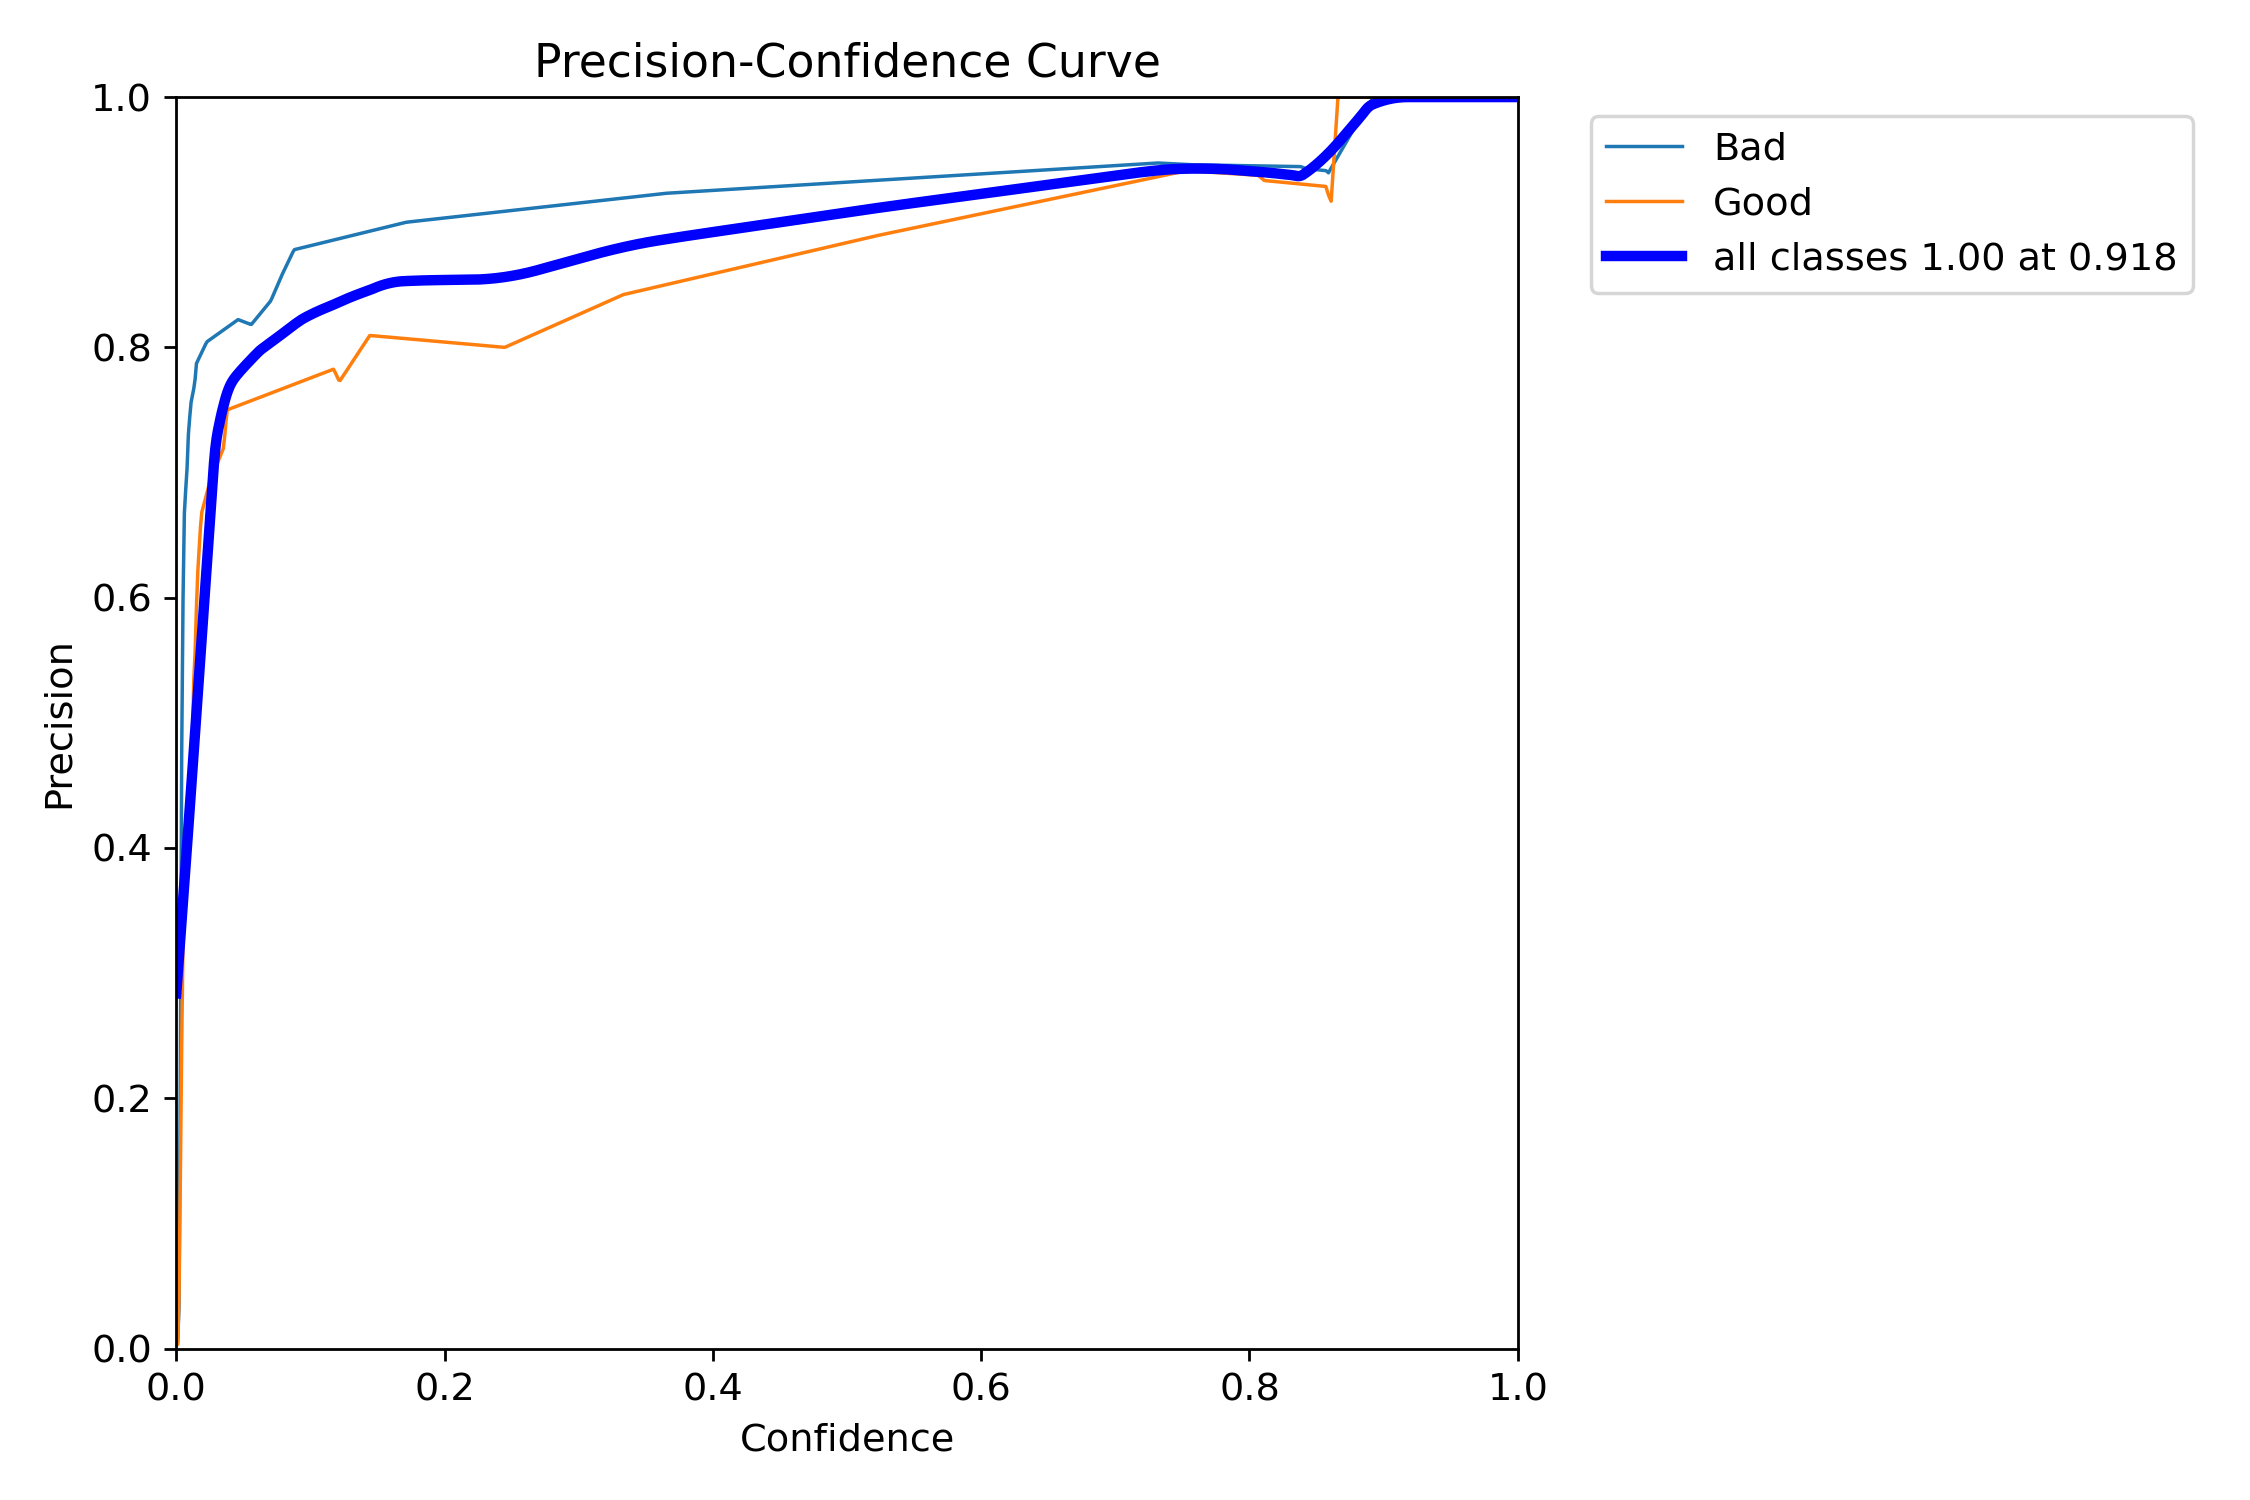 Precision-Confidence Curve
1.0
0.8
0.6
0.4
0.2
0.0
Precision
0.0 0.2 0.4 0.6 0.8 1.0
Confidence
Bad
Good
all classes 1.00 at 0.918